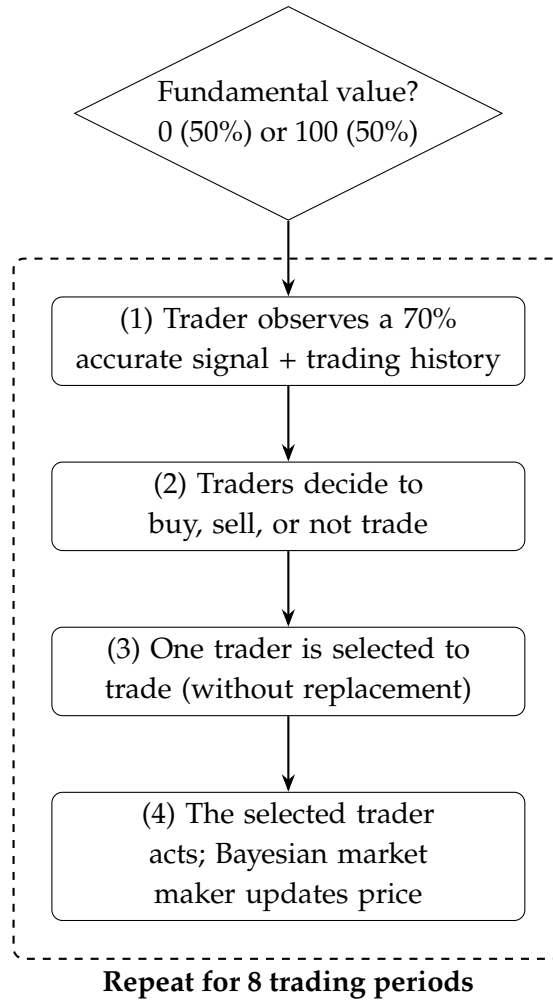 Fundamental value?
0 (50%) or 100 (50%)
(1) Trader observes a 70%
accurate signal + trading history
(2) Traders decide to
buy, sell, or not trade
(3) One trader is selected to
trade (without replacement)
(4) The selected trader
acts; Bayesian market
maker updates price
Repeat for 8 trading periods